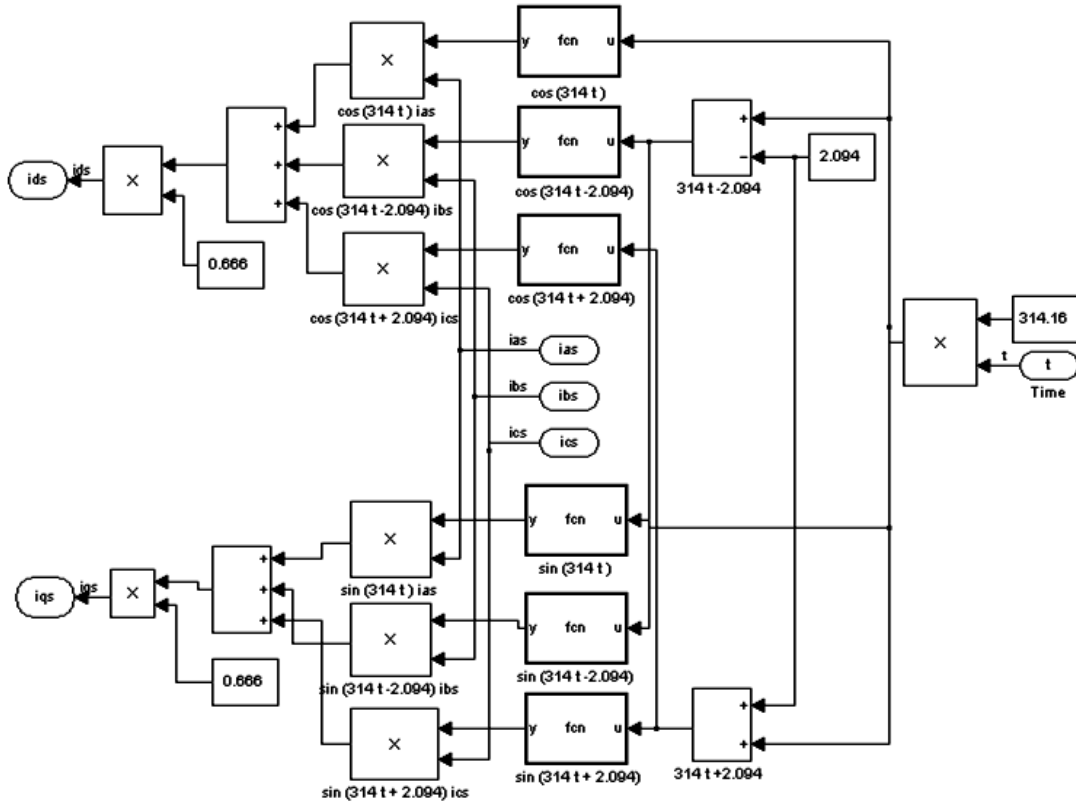 y fcn u
×
cos (314 t)
cos (314 t) ias
+
+
+
y fcn u
+
−
2.094
ids
ids
×
×
cos (314 t-2.094)
314 t-2.094
cos (314 t-2.094) ibs
0.666
×
y fcn u
cos (314 t+ 2.094)
cos (314 t+ 2.094) ics
314.16
×
t
t
Time
ias
ias
ibs
ibs
ics
ics
×
y fcn u
sin (314 t)
sin (314 t) ias
+
+
+
iqs
iqs
×
×
y fcn u
sin (314 t-2.094)
sin (314 t-2.094) ibs
0.666
×
y fcn u
+
+
314 t+2.094
sin (314 t+ 2.094)
sin (314 t+ 2.094) ics